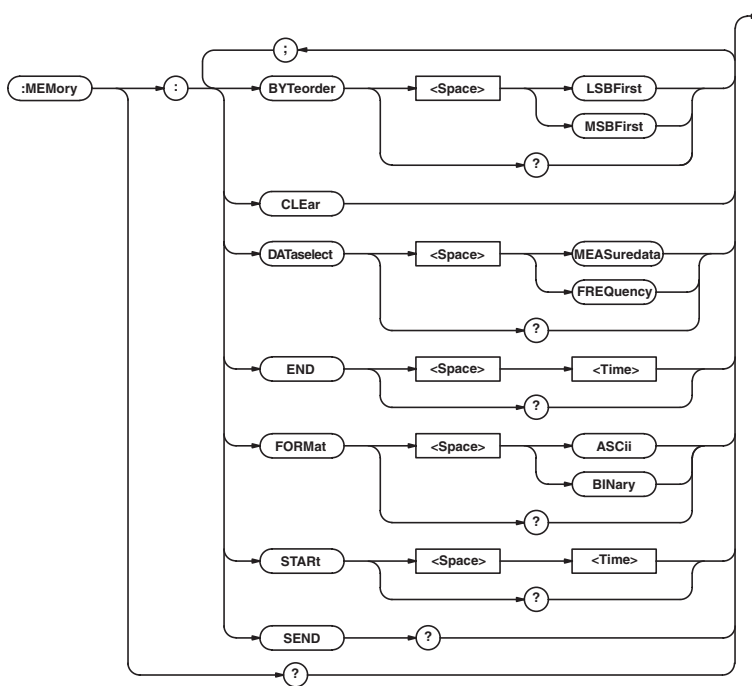 ;
:MEMory : BYTeorder <Space> LSBFirst
MSBFirst
?
CLEar
DATaselect <Space> MEASuredata
FREQuency
?
END <Space> <Time>
?
FORMat <Space> ASCii
BINary
?
STARt <Space> <Time>
?
SEND ?
?